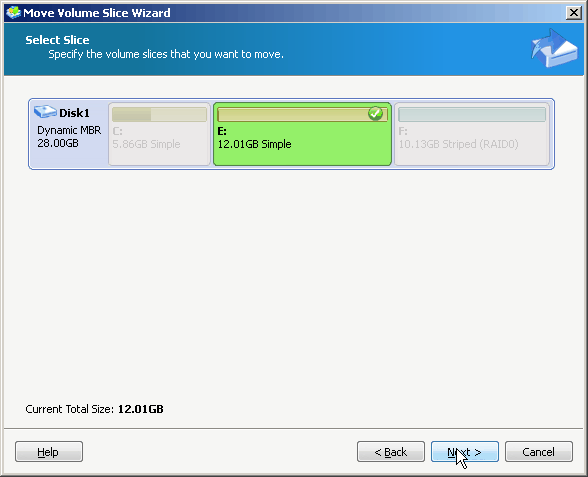 Move Volume Slice Wizard
Select Slice
Specify the volume slices that you want to move.
Disk1
Dynamic MBR
28.00GB
C:
5.86GB Simple
E:
12.01GB Simple
F:
10.13GB Striped (RAID0)
Current Total Size: 12.01GB
Help
< Back
Next >
Cancel